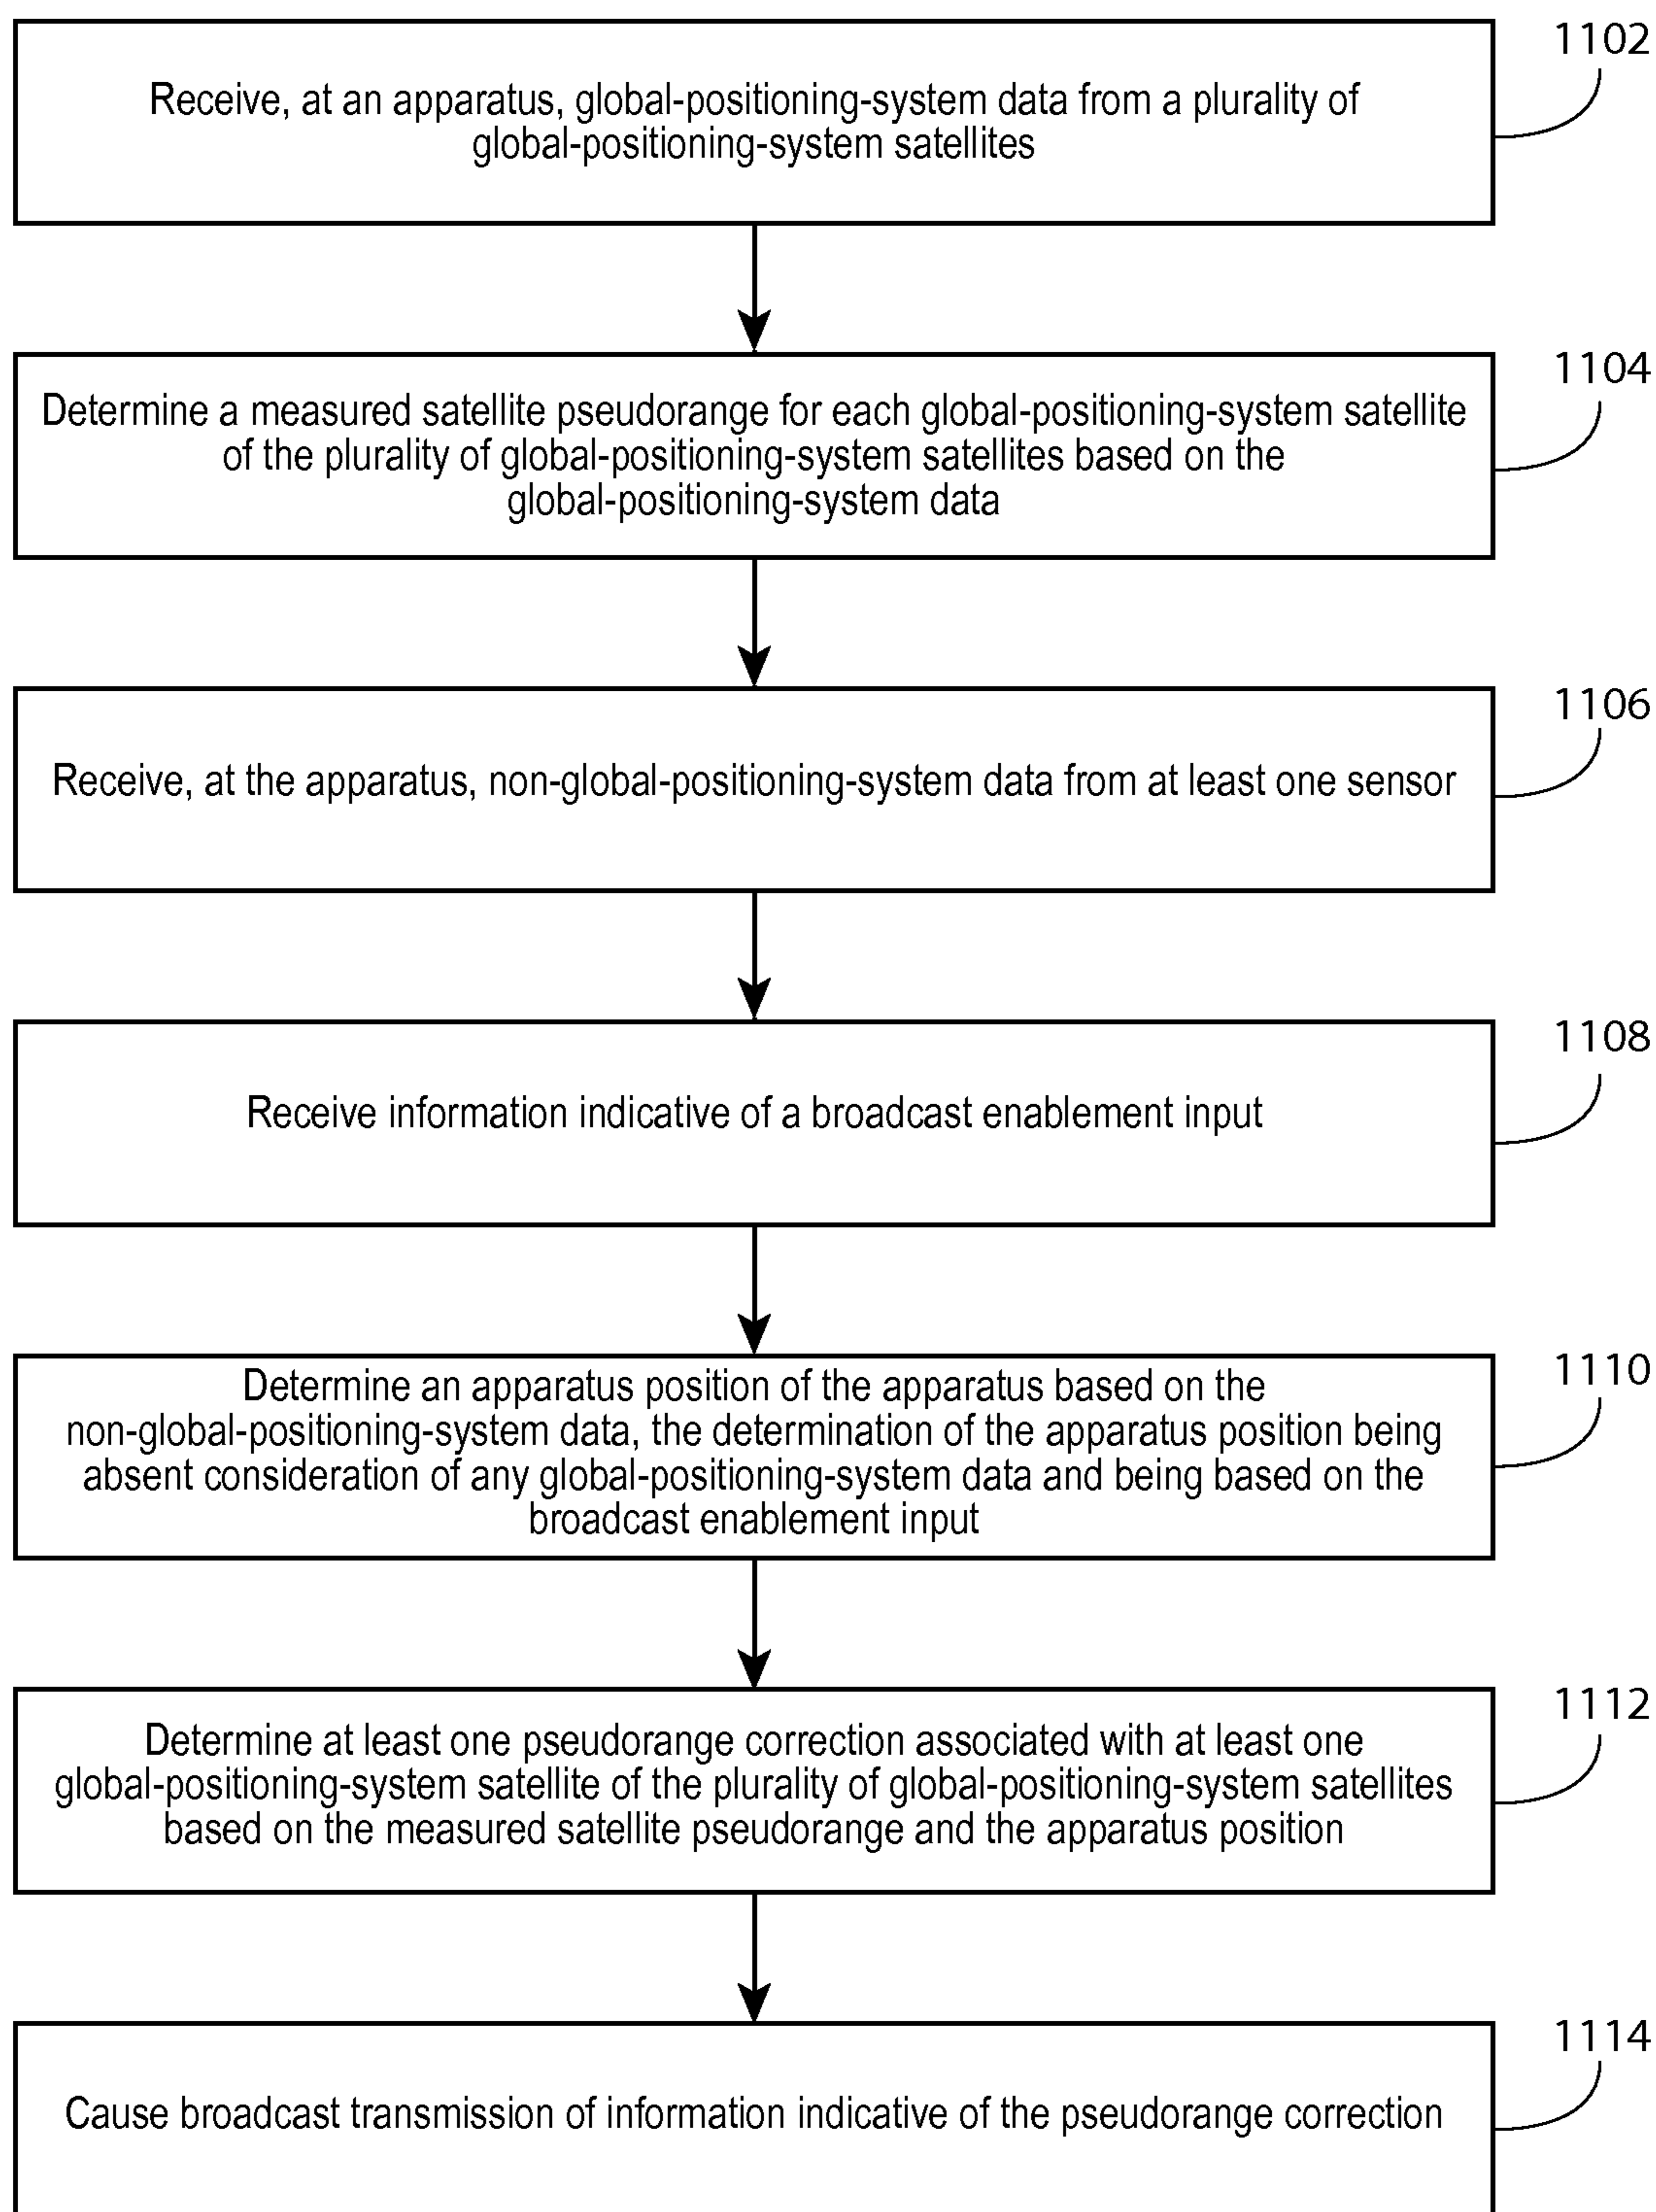 1102
Receive, at an apparatus, global-positioning-system data from a plurality of
global-positioning-system satellites
1104
Determine a measured satellite pseudorange for each global-positioning-system satellite
of the plurality of global-positioning-system satellites based on the
global-positioning-system data
1106
Receive, at the apparatus, non-global-positioning-system data from at least one sensor
1108
Receive information indicative of a broadcast enablement input
1110
Determine an apparatus position of the apparatus based on the
non-global-positioning-system data, the determination of the apparatus position being
absent consideration of any global-positioning-system data and being based on the
broadcast enablement input
1112
Determine at least one pseudorange correction associated with at least one
global-positioning-system satellite of the plurality of global-positioning-system satellites
based on the measured satellite pseudorange and the apparatus position
1114
Cause broadcast transmission of information indicative of the pseudorange correction